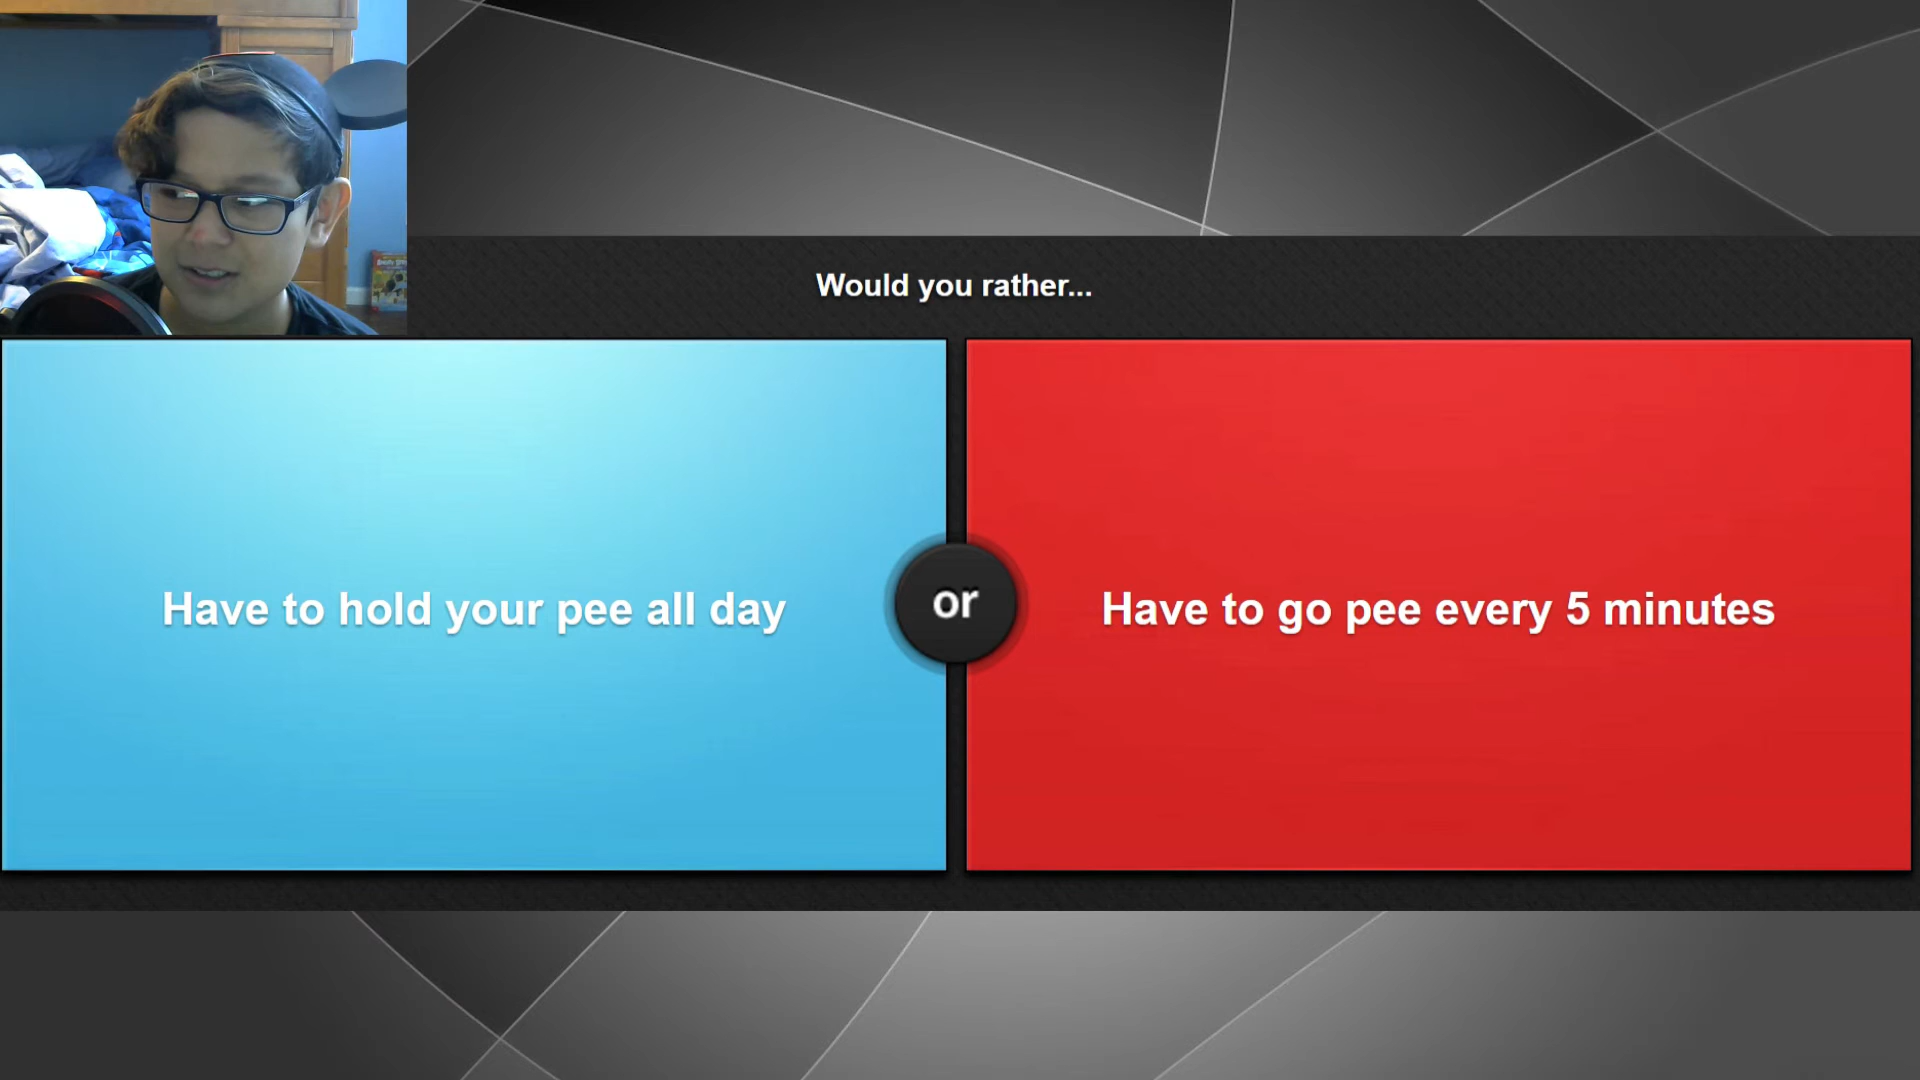 Would you rather...
Have to hold your pee all day
or
Have to go pee every 5 minutes